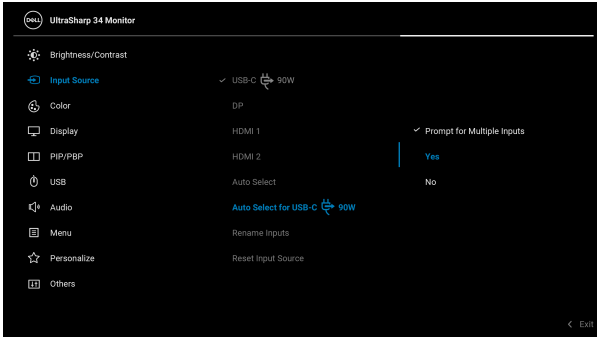 DELL
UltraSharp 34 Monitor
Brightness/Contrast
Input Source
USB-C 90W
Color
DP
Display
HDMI 1
Prompt for Multiple Inputs
PIP/PBP
HDMI 2
Yes
USB
Auto Select
No
Audio
Auto Select for USB-C 90W
Menu
Rename Inputs
Personalize
Reset Input Source
Others
Exit